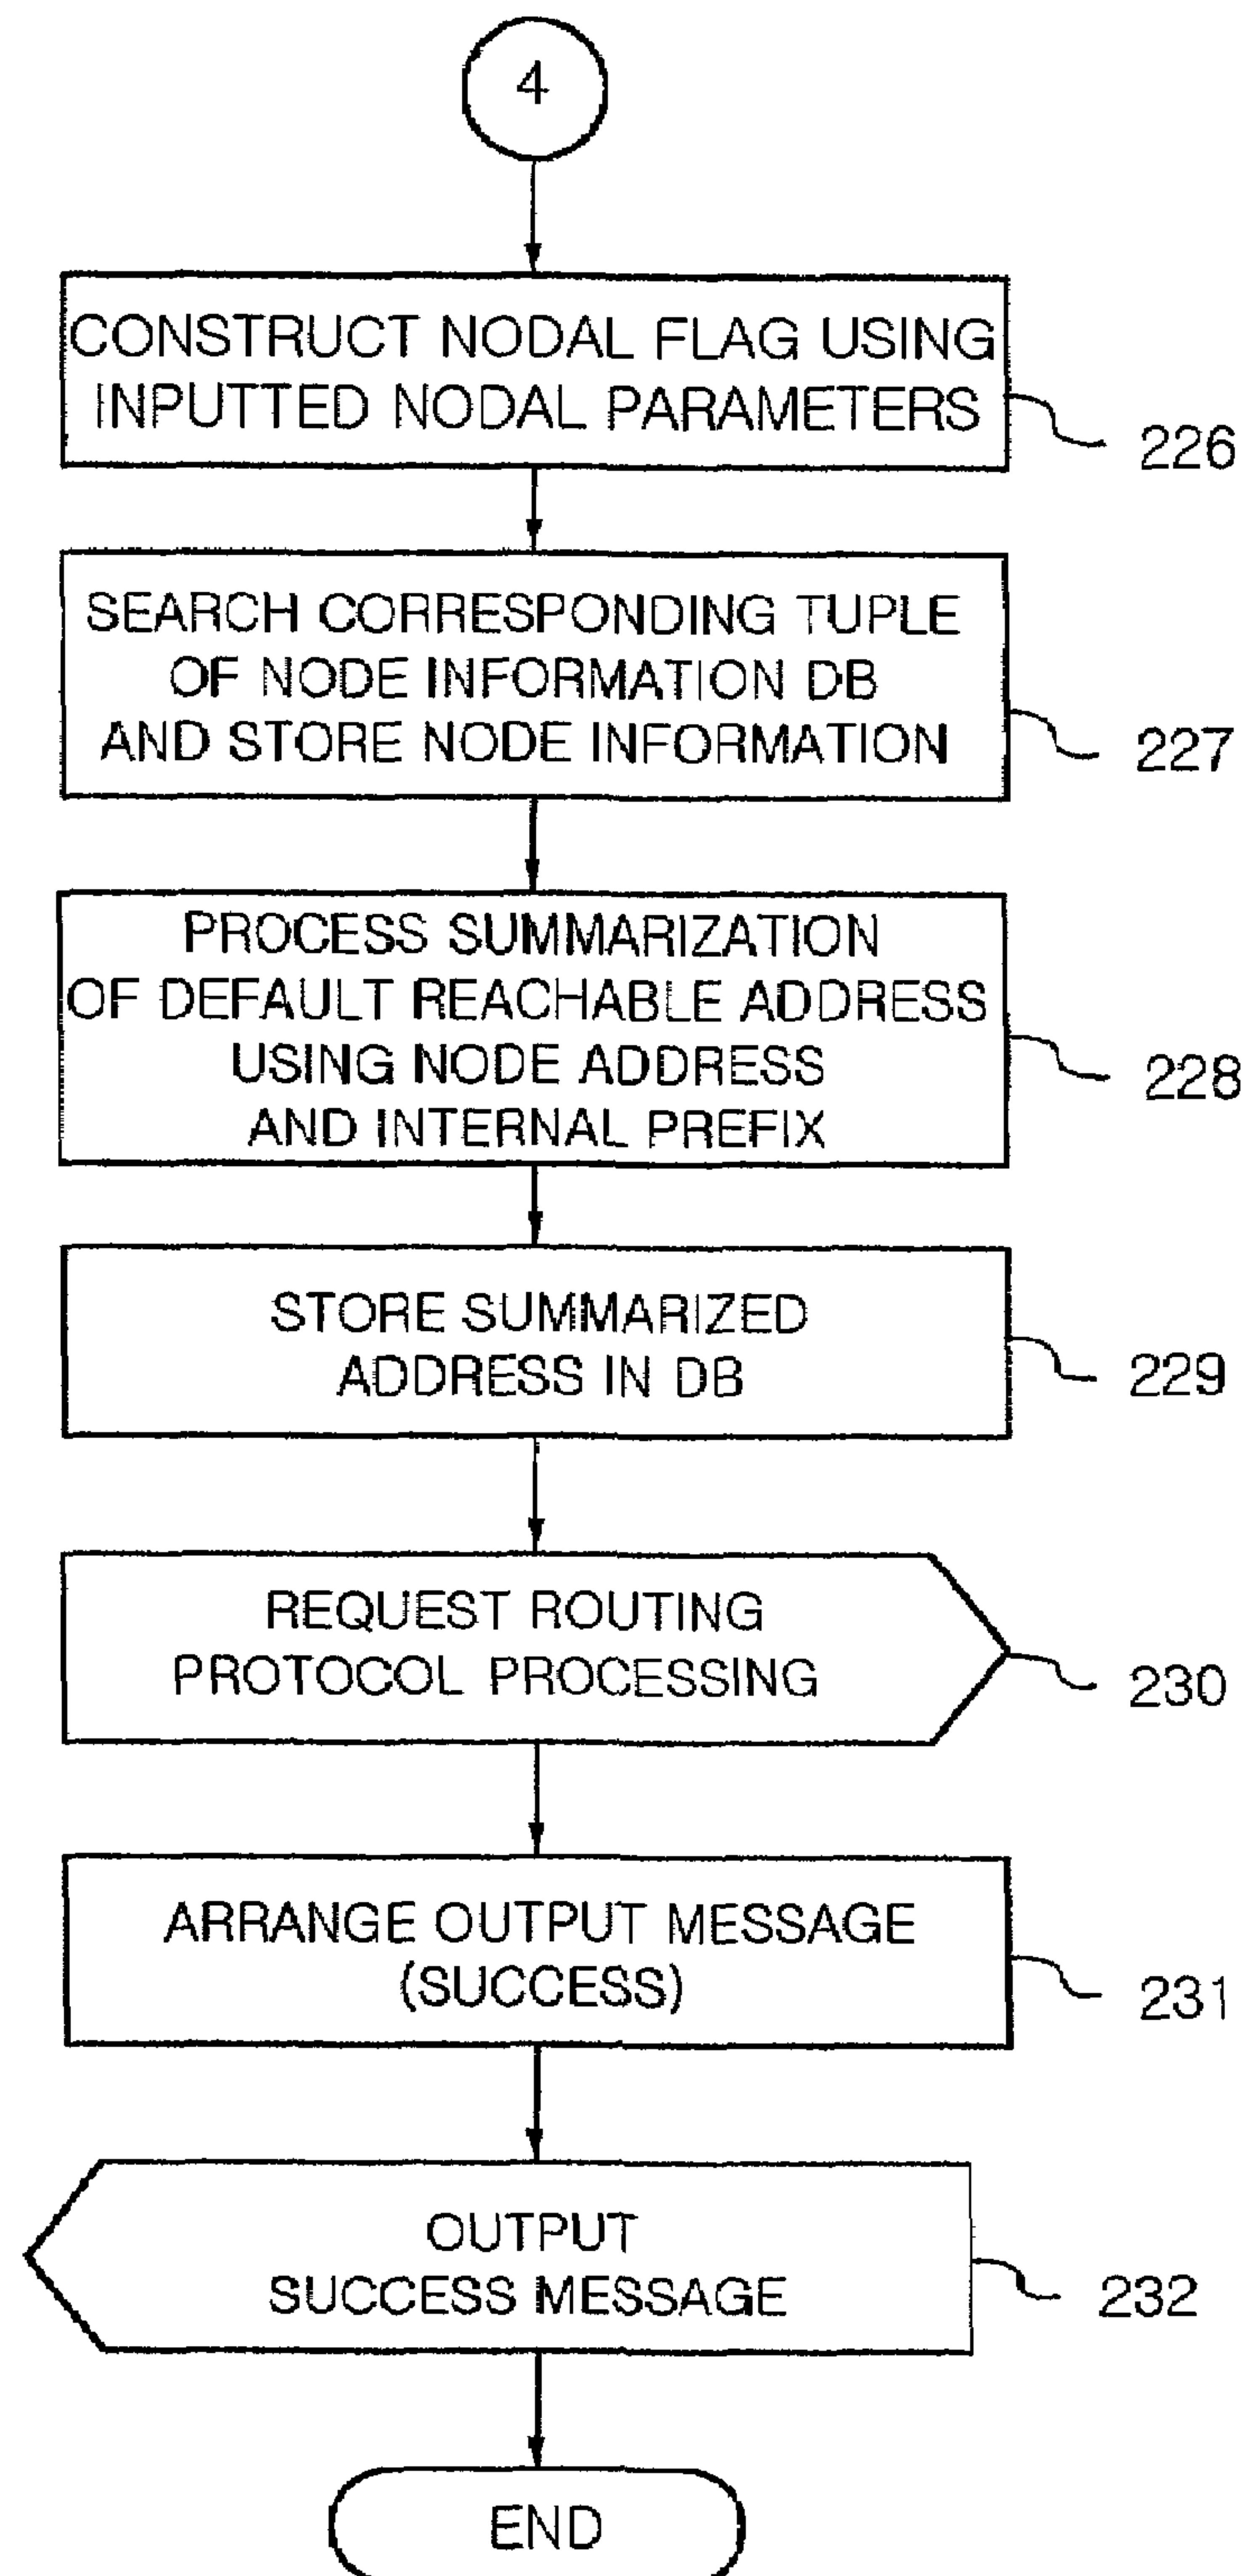 4
CONSTRUCT NODAL FLAG USING
INPUTTED NODAL PARAMETERS
226
SEARCH CORRESPONDING TUPLE
OF NODE INFORMATION DB
AND STORE NODE INFORMATION
227
PROCESS SUMMARIZATION
OF DEFAULT REACHABLE ADDRESS
USING NODE ADDRESS
AND INTERNAL PREFIX
228
STORE SUMMARIZED
ADDRESS IN DB
229
REQUEST ROUTING
PROTOCOL PROCESSING
230
ARRANGE OUTPUT MESSAGE
(SUCCESS)
231
OUTPUT
SUCCESS MESSAGE
232
END